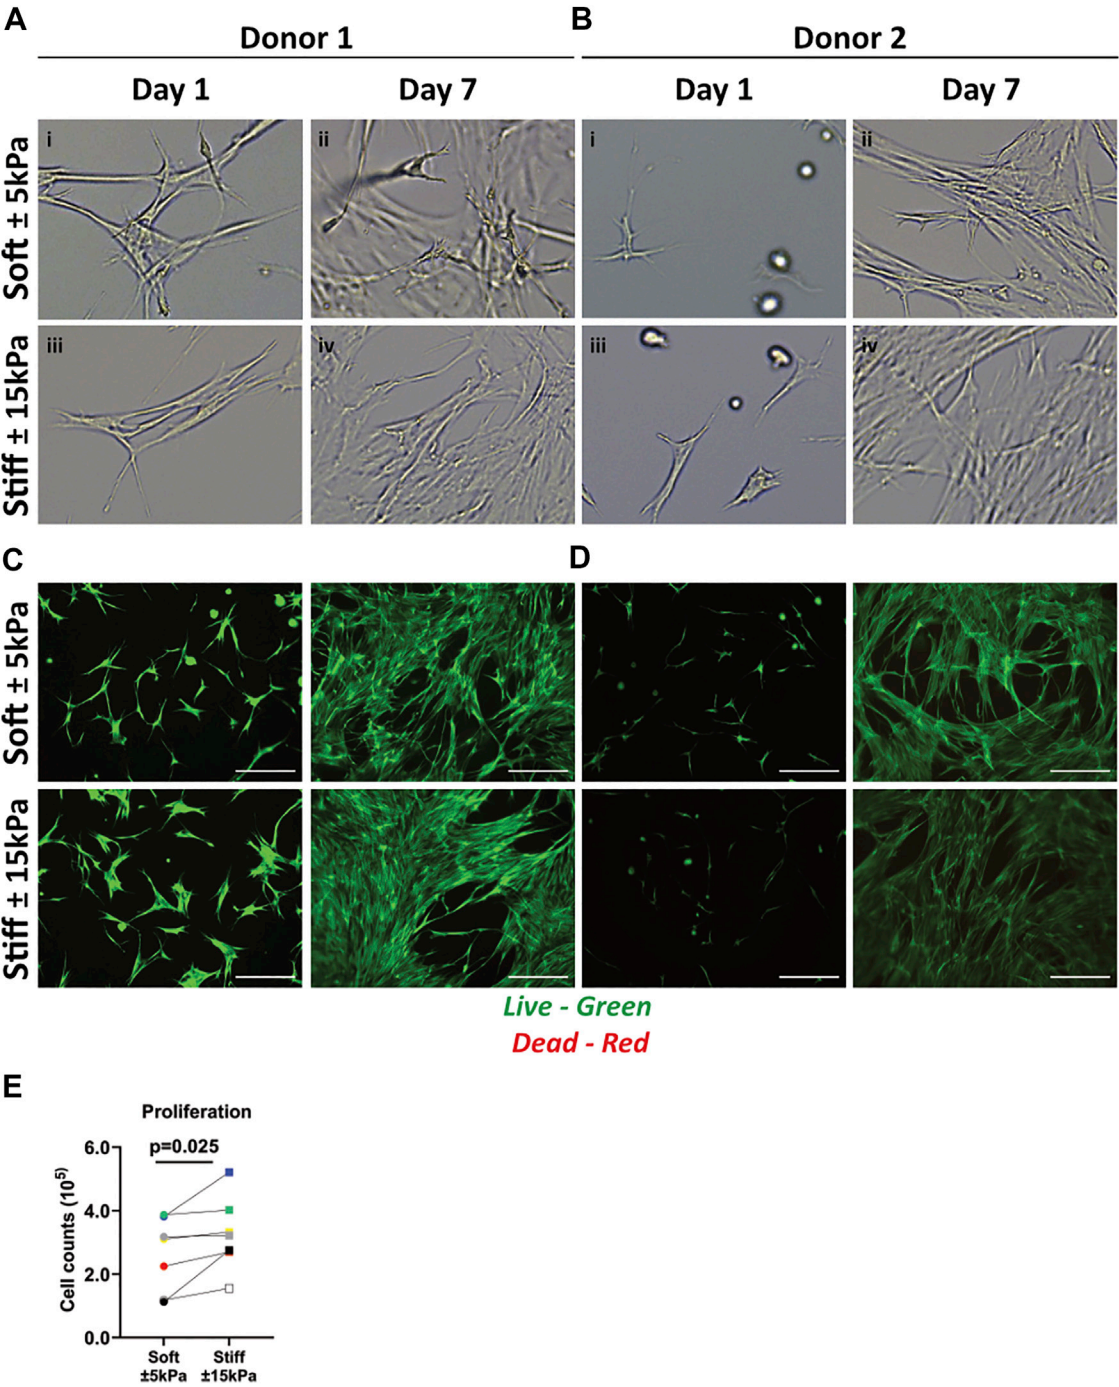 A
B
Donor 1
Donor 2
Day 1
Day 7
Day 1
Day 7
Soft ± 5kPa
i
ii
i
ii
Stiff ± 15kPa
iii
iv
iii
iv
C
D
Soft ± 5kPa
Stiff ± 15kPa
Live - Green
Dead - Red
E
Proliferation
p=0.025
Cell counts (10⁵)
6.0
4.0
2.0
0.0
Soft
±5kPa
Stiff
±15kPa